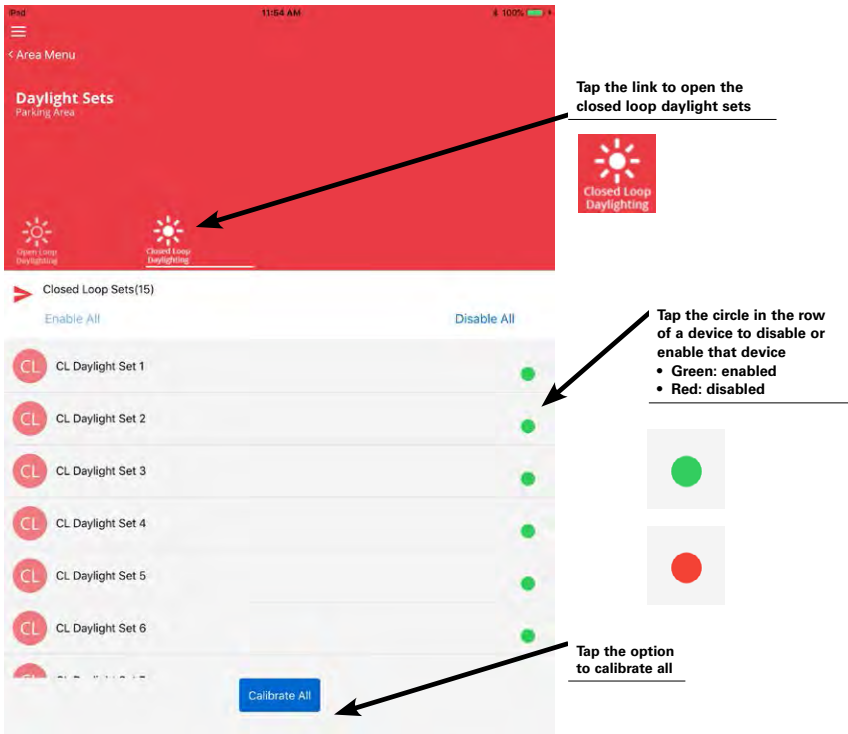 iPad 11:54 AM 100%
< Area Menu
Daylight Sets
Parking Area
Open Loop
Daylighting
Closed Loop
Daylighting
Closed Loop Sets(15)
Enable All Disable All
CL CL Daylight Set 1
CL CL Daylight Set 2
CL CL Daylight Set 3
CL CL Daylight Set 4
CL CL Daylight Set 5
CL CL Daylight Set 6
Calibrate All
Tap the link to open the
closed loop daylight sets
Closed Loop
Daylighting
Tap the circle in the row
of a device to disable or
enable that device
• Green: enabled
• Red: disabled
Tap the option
to calibrate all